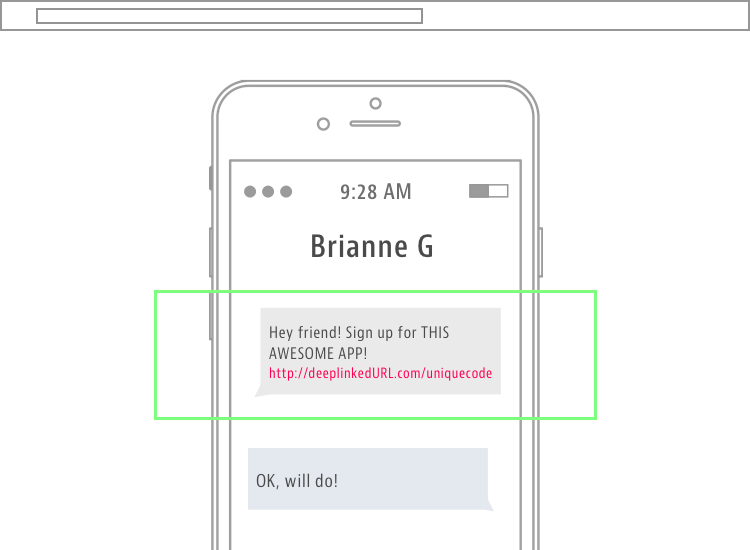 9:28 AM
Brianne G
Hey friend! Sign up for THIS
AWESOME APP!
http://deeplinkedURL.com/uniquecode
OK, will do!